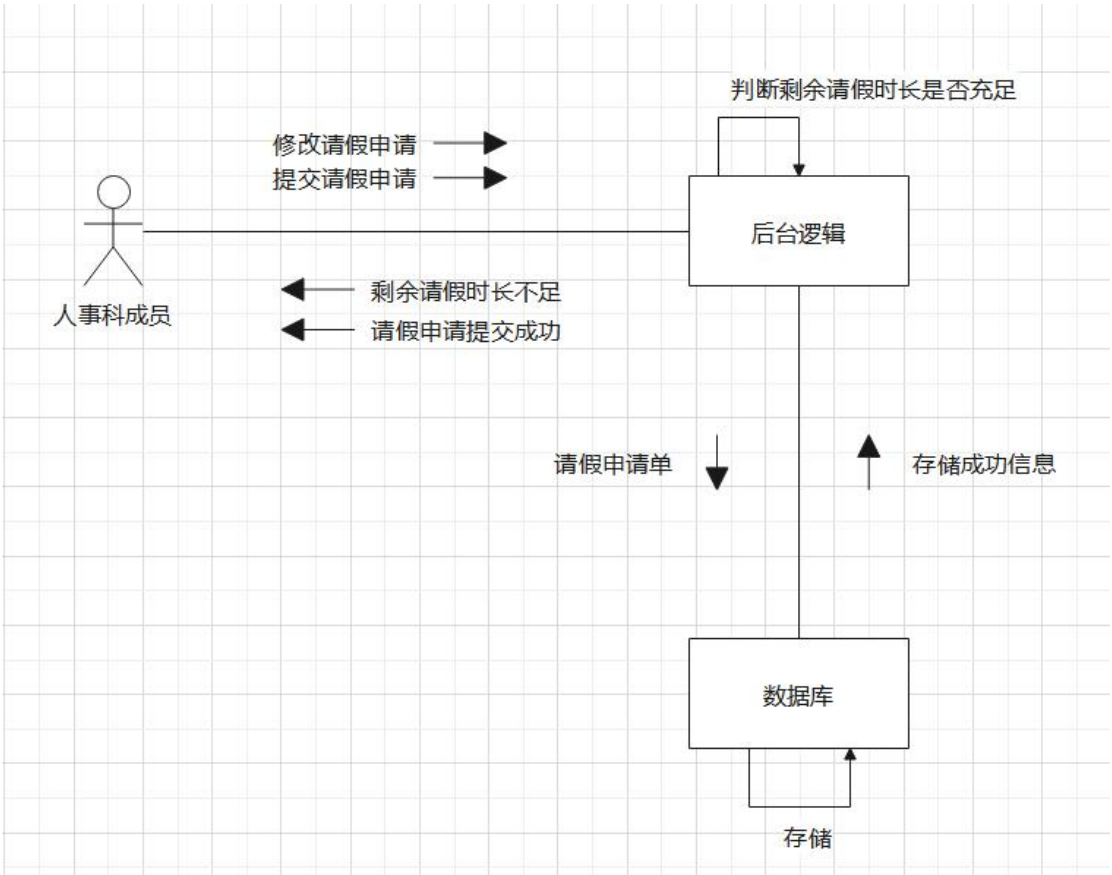 判断剩余请假时长是否充足
修改请假申请
提交请假申请
后台逻辑
人事科成员
剩余请假时长不足
请假申请提交成功
请假申请单
存储成功信息
数据库
存储